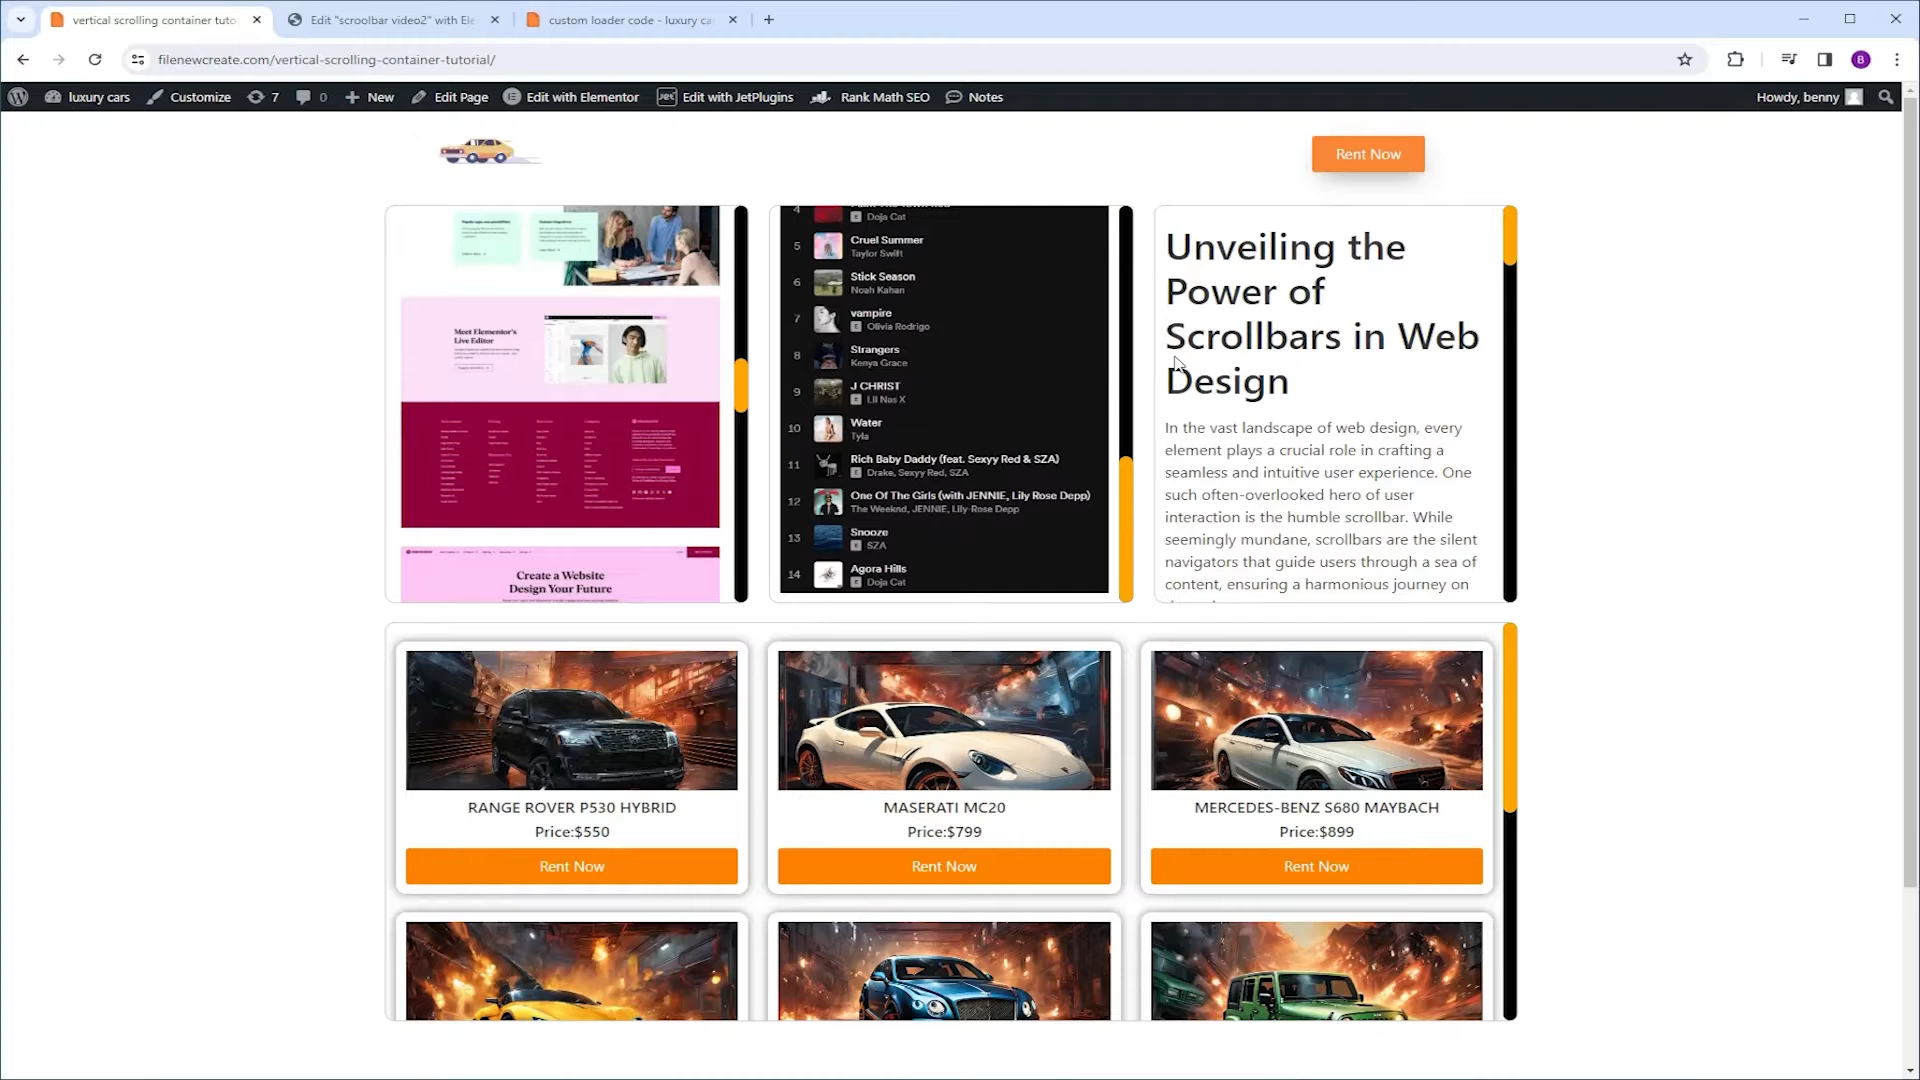 vertical scrolling container tuto
Edit "scroolbar video2" with Ele
custom loader code - luxury ca
filenewcreate.com/vertical-scrolling-container-tutorial/
luxury cars
Customize
7
0
New
Edit Page
Edit with Elementor
Edit with JetPlugins
Rank Math SEO
Notes
Howdy, benny
Rent Now
Meet Elementor's
Live Editor
Create a Website
Design Your Future
4
E Doja Cat
5 Cruel Summer
Taylor Swift
6 Stick Season
Noah Kahan
7 vampire
E Olivia Rodrigo
8 Strangers
Kenya Grace
9 J CHRIST
E Lil Nas X
10 Water
Tyla
11 Rich Baby Daddy (feat. Sexyy Red & SZA)
E Drake, Sexyy Red, SZA
12 One Of The Girls (with JENNIE, Lily Rose Depp)
The Weeknd, JENNIE, Lily-Rose Depp
13 Snooze
E SZA
14 Agora Hills
E Doja Cat
Unveiling the
Power of
Scrollbars in Web
Design
In the vast landscape of web design, every
element plays a crucial role in crafting a
seamless and intuitive user experience. One
such often-overlooked hero of user
interaction is the humble scrollbar. While
seemingly mundane, scrollbars are the silent
navigators that guide users through a sea of
content, ensuring a harmonious journey on
RANGE ROVER P530 HYBRID
Price:$550
Rent Now
MASERATI MC20
Price:$799
Rent Now
MERCEDES-BENZ S680 MAYBACH
Price:$899
Rent Now